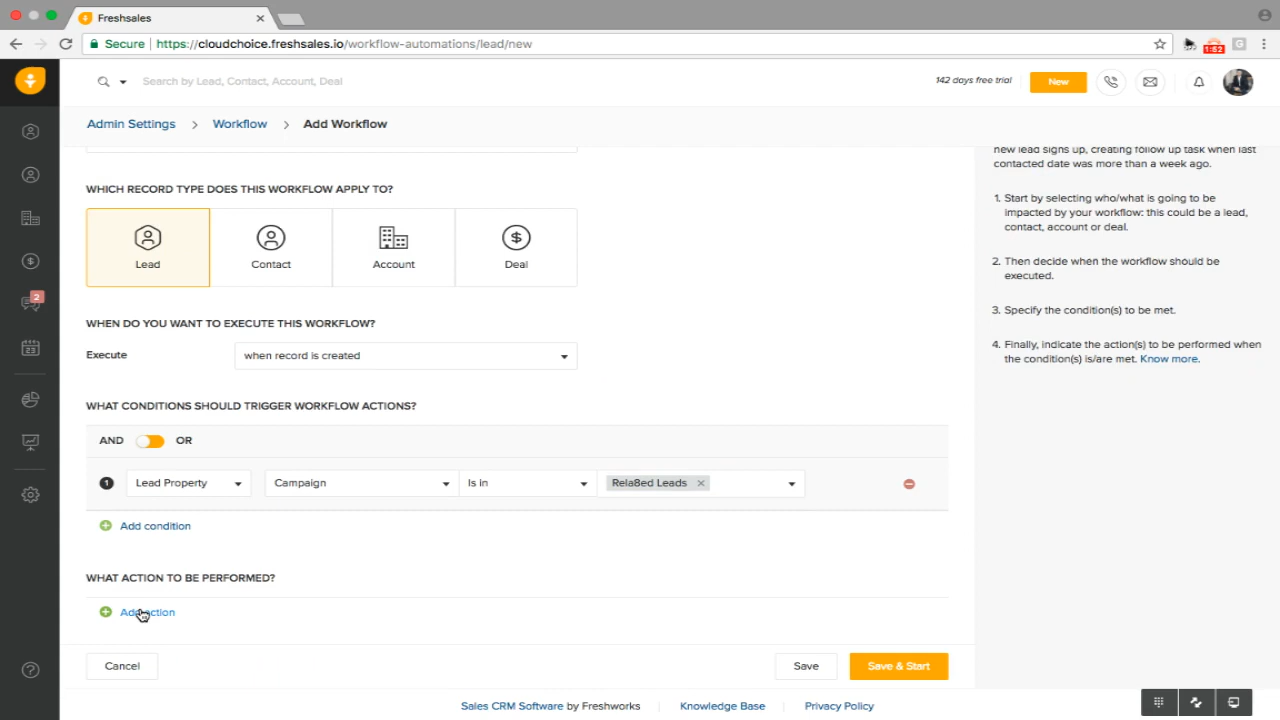 Freshsales
Secure https://cloudchoice.freshsales.io/workflow-automations/lead/new
1:52
G
Search by Lead, Contact, Account, Deal
142 days free trial
New
Admin Settings > Workflow > Add Workflow
new lead signs up, creating follow up task when last
contacted date was more than a week ago.
WHICH RECORD TYPE DOES THIS WORKFLOW APPLY TO?
1. Start by selecting who/what is going to be
impacted by your workflow: this could be a lead,
contact, account or deal.
Lead
Contact
Account
Deal
2. Then decide when the workflow should be
executed.
2
3. Specify the condition(s) to be met.
WHEN DO YOU WANT TO EXECUTE THIS WORKFLOW?
23
4. Finally, indicate the action(s) to be performed when
the condition(s) is/are met. Know more.
Execute
when record is created
WHAT CONDITIONS SHOULD TRIGGER WORKFLOW ACTIONS?
AND OR
1 Lead Property Campaign Is in Rela8ed Leads
Add condition
WHAT ACTION TO BE PERFORMED?
Add action
Cancel
Save
Save & Start
Sales CRM Software by Freshworks
Knowledge Base
Privacy Policy